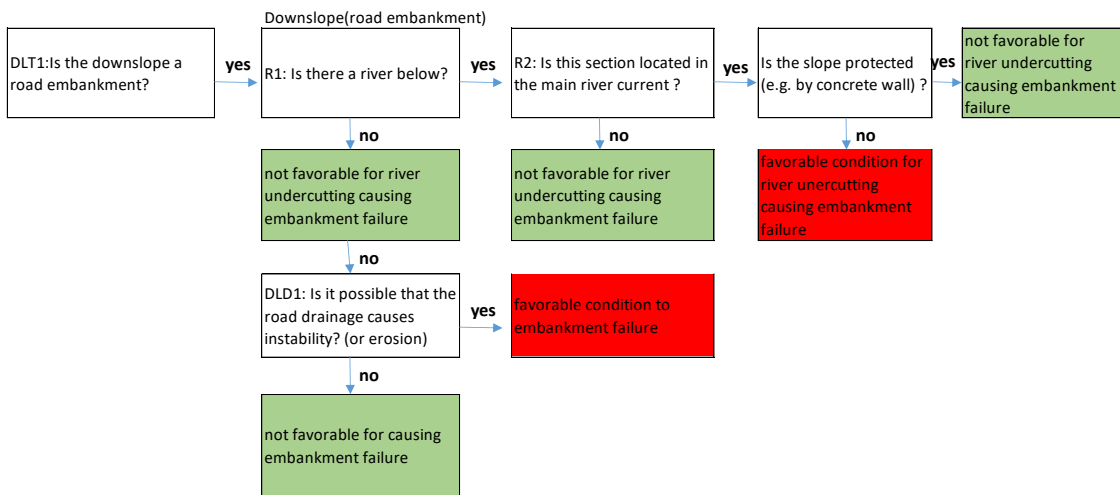 Downslope(road embankment)
DLT1:Is the downslope a
road embankment?
yes
R1: Is there a river below?
yes
R2: Is this section located in
the main river current ?
yes
Is the slope protected
(e.g. by concrete wall) ?
yes
not favorable for
river undercutting
causing embankment
failure
no
no
no
not favorable for river
undercutting causing
embankment failure
not favorable for river
undercutting causing
embankment failure
favorable condition for
river unercutting
causing embankment
failure
no
DLD1: Is it possible that the
road drainage causes
instability? (or erosion)
yes
favorable condition to
embankment failure
no
not favorable for causing
embankment failure